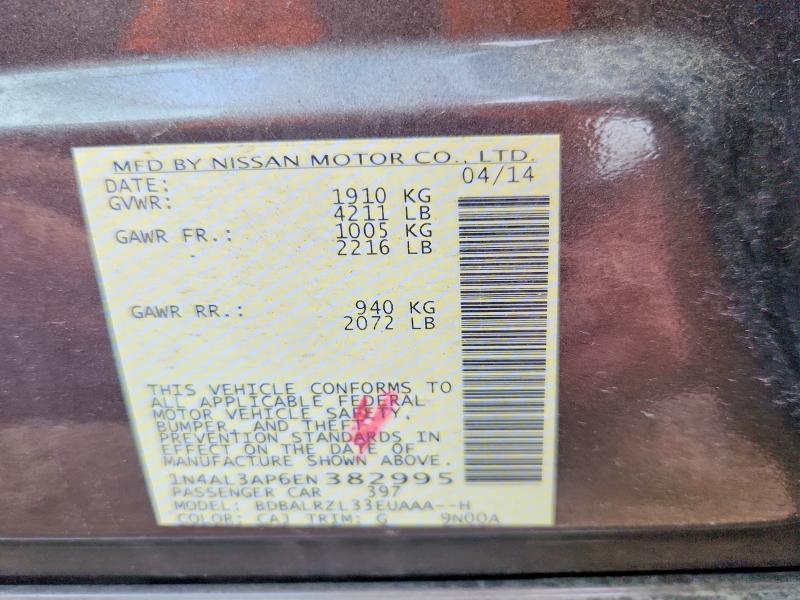 MFD BY NISSAN MOTOR CO., LTD.
DATE: 04/14
GVWR: 1910 KG
4211 LB
GAWR FR.: 1005 KG
2216 LB
GAWR RR.: 940 KG
2072 LB
THIS VEHICLE CONFORMS TO
ALL APPLICABLE FEDERAL
MOTOR VEHICLE SAFETY,
BUMPER, AND THEFT
PREVENTION STANDARDS IN
EFFECT ON THE DATE OF
MANUFACTURE SHOWN ABOVE.
1N4AL3AP6EN382995
PASSENGER CAR 397
MODEL: BDBALRZL33EUAAA--H
COLOR: CAJ TRIM: G 9N00A